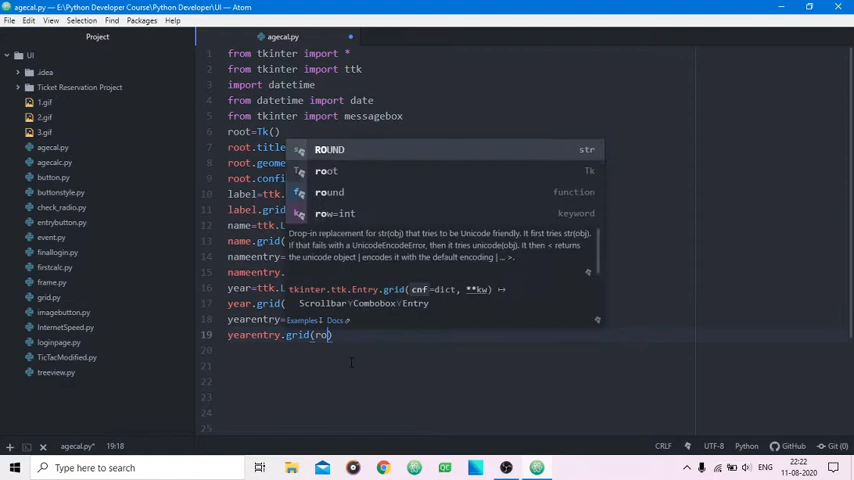 agecal.py — E:\Python Developer Course\Python Developement\UI — Atom
File Edit View Selection Find Packages Help
Project
agecal.py
UI
.idea
Ticket Reservation Project
1.gif
2.gif
3.gif
agecal.py
agecalc.py
button.py
buttonstyle.py
check_radio.py
entrybutton.py
event.py
finallogin.py
firstcalc.py
frame.py
grid.py
imagebutton.py
InternetSpeed.py
loginpage.py
TicTacModified.py
treeview.py
1 from tkinter import *
2 from tkinter import ttk
3 import datetime
4 from datetime import date
5 from tkinter import messagebox
6 root=Tk()
7 root.title
8 root.geome
9 root.confi
10 label=ttk.
11 label.grid
12 name=ttk.L
13 name.grid(
14 nameentry=
15 nameentry.
16 year=ttk.L
17 year.grid(
18 yearentry=
19 yearentry.grid(ro)
20
21
22
23
24
25
s ROUND str
T root Tk
f round function
k row=int keyword
Drop-in replacement for str(obj) that tries to be Unicode friendly. It first tries str(obj).
If that fails with a UnicodeEncodeError, then it tries unicode(obj). It then < returns
the unicode object | encodes it with the default encoding | ... >.
tkinter.ttk.Entry.grid(cnf=dict, **kw) ↦
Scrollbar⋎Combobox⋎Entry
Examples Docs
agecal.py* 19:18 CRLF UTF-8 Python GitHub Git (0)
Type here to search
QC
ENG
22:22
11-08-2020